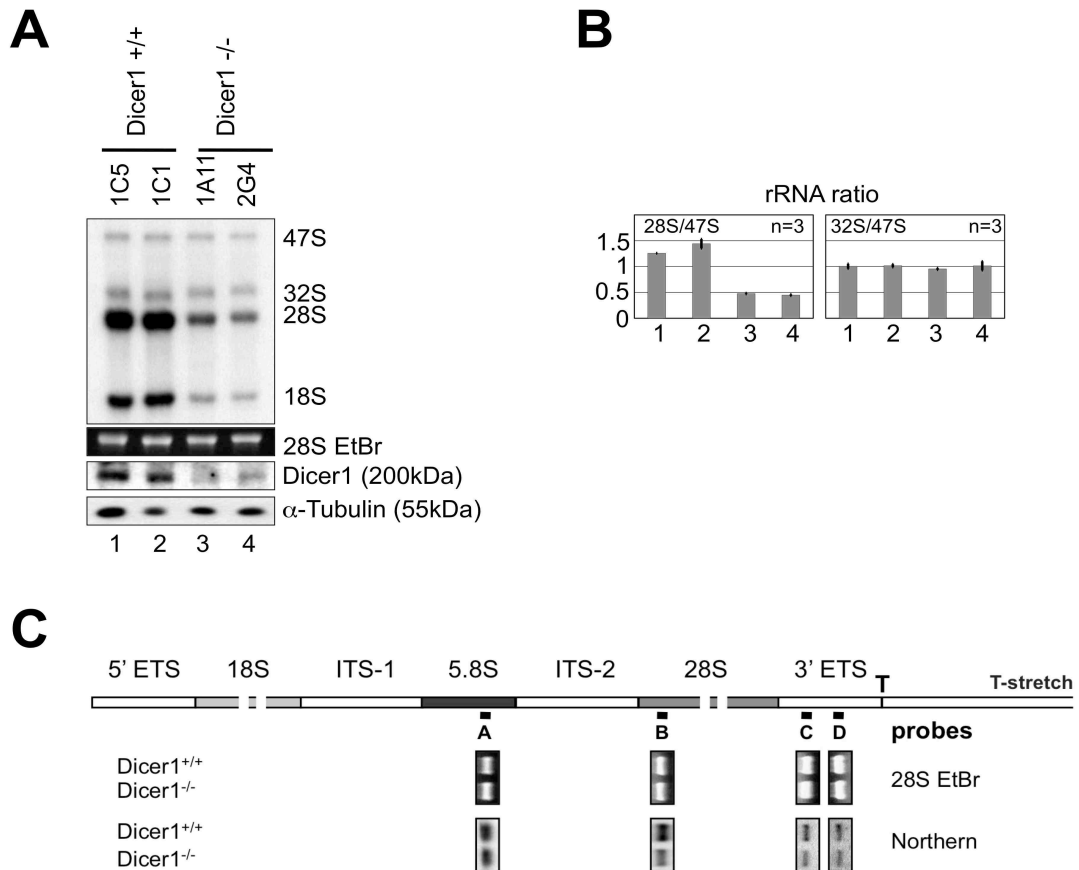 A
Dicer1 +/+
Dicer1 -/-
1C5
1C1
1A11
2G4
47S
32S
28S
18S
28S EtBr
Dicer1 (200kDa)
α-Tubulin (55kDa)
1 2 3 4
B
rRNA ratio
28S/47S n=3
32S/47S n=3
1.5
1
0.5
0
1 2 3 4
1 2 3 4
C
5' ETS 18S ITS-1 5.8S ITS-2 28S 3' ETS T T-stretch
A B C D probes
Dicer1+/+
Dicer1-/-
28S EtBr
Dicer1+/+
Dicer1-/-
Northern